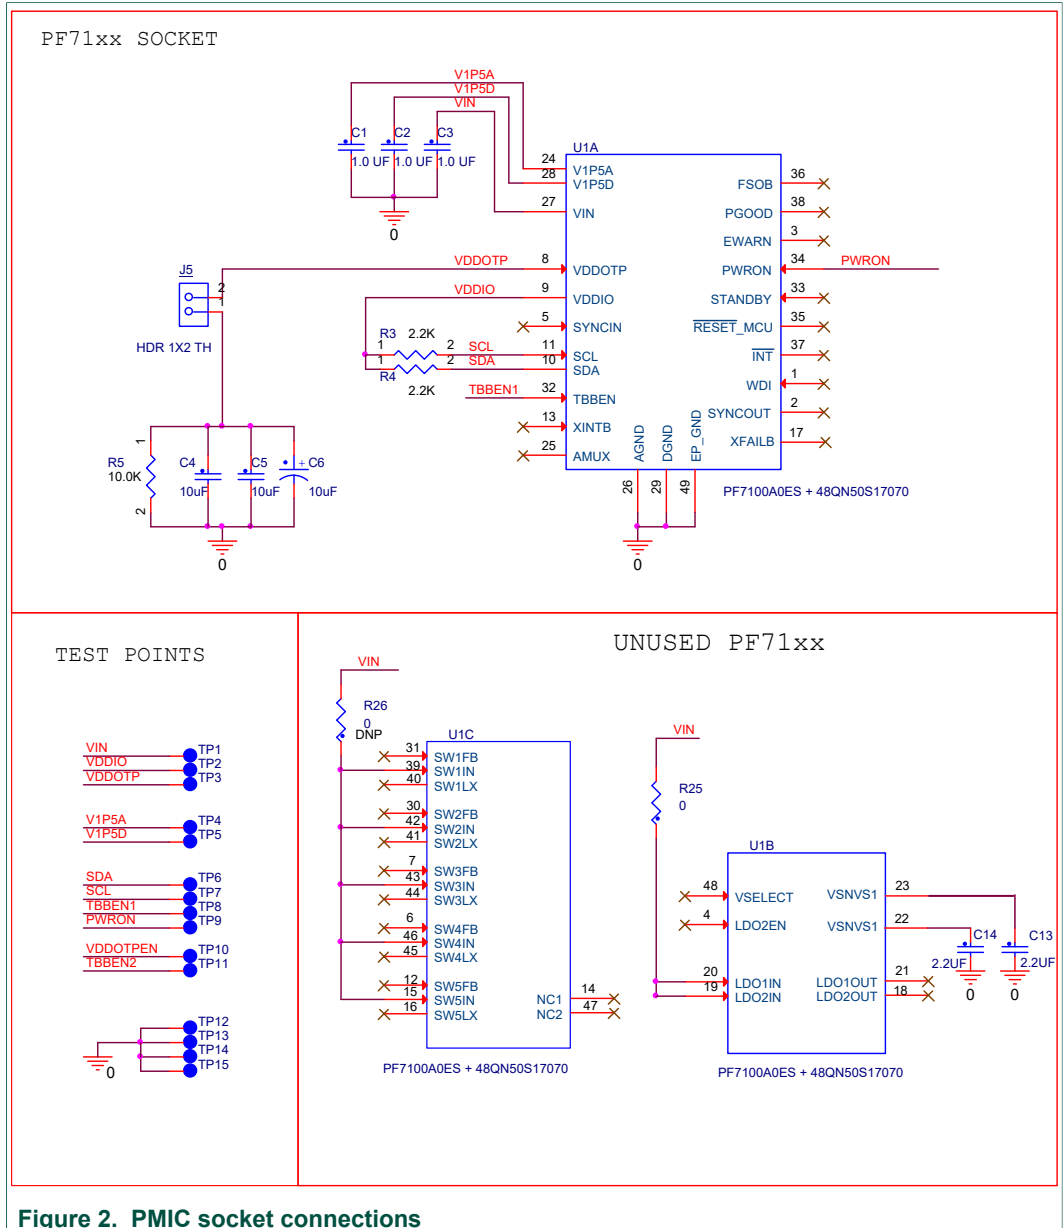 PF71xx SOCKET
V1P5A
V1P5D
VIN
C1
C2
C3
1.0 UF
1.0 UF
1.0 UF
0
U1A
24
V1P5A
28
V1P5D
27
VIN
VDDOTP
8
VDDOTP
VDDIO
9
VDDIO
5
SYNCIN
SCL
11
SCL
SDA
10
SDA
TBBEN1
32
TBBEN
13
XINTB
25
AMUX
FSOB
36
PGOOD
38
EWARN
3
PWRON
34
PWRON
STANDBY
33
RESET_MCU
35
INT
37
WDI
1
SYNCOUT
2
XFAILB
17
AGND
DGND
EP_GND
26
29
49
0
PF7100A0ES + 48QN50S17070
J5
2
1
HDR 1X2 TH
R3
2.2K
1
2
1
2
R4
2.2K
1
R5
10.0K
2
C4
10uF
C5
10uF
+
C6
10uF
0
TEST POINTS
VIN
TP1
VDDIO
TP2
VDDOTP
TP3
V1P5A
TP4
V1P5D
TP5
SDA
TP6
SCL
TP7
TBBEN1
TP8
PWRON
TP9
VDDOTPEN
TP10
TBBEN2
TP11
TP12
TP13
TP14
TP15
0
UNUSED PF71xx
VIN
R26
0
DNP
U1C
31
SW1FB
39
SW1IN
40
SW1LX
30
SW2FB
42
SW2IN
41
SW2LX
7
SW3FB
43
SW3IN
44
SW3LX
6
SW4FB
46
SW4IN
45
SW4LX
12
SW5FB
15
SW5IN
16
SW5LX
NC1
14
NC2
47
PF7100A0ES + 48QN50S17070
VIN
R25
0
U1B
48
VSELECT
4
LDO2EN
20
LDO1IN
19
LDO2IN
VSNVS1
23
VSNVS1
22
LDO1OUT
21
LDO2OUT
18
C14
2.2UF
0
C13
2.2UF
0
PF7100A0ES + 48QN50S17070
Figure 2. PMIC socket connections